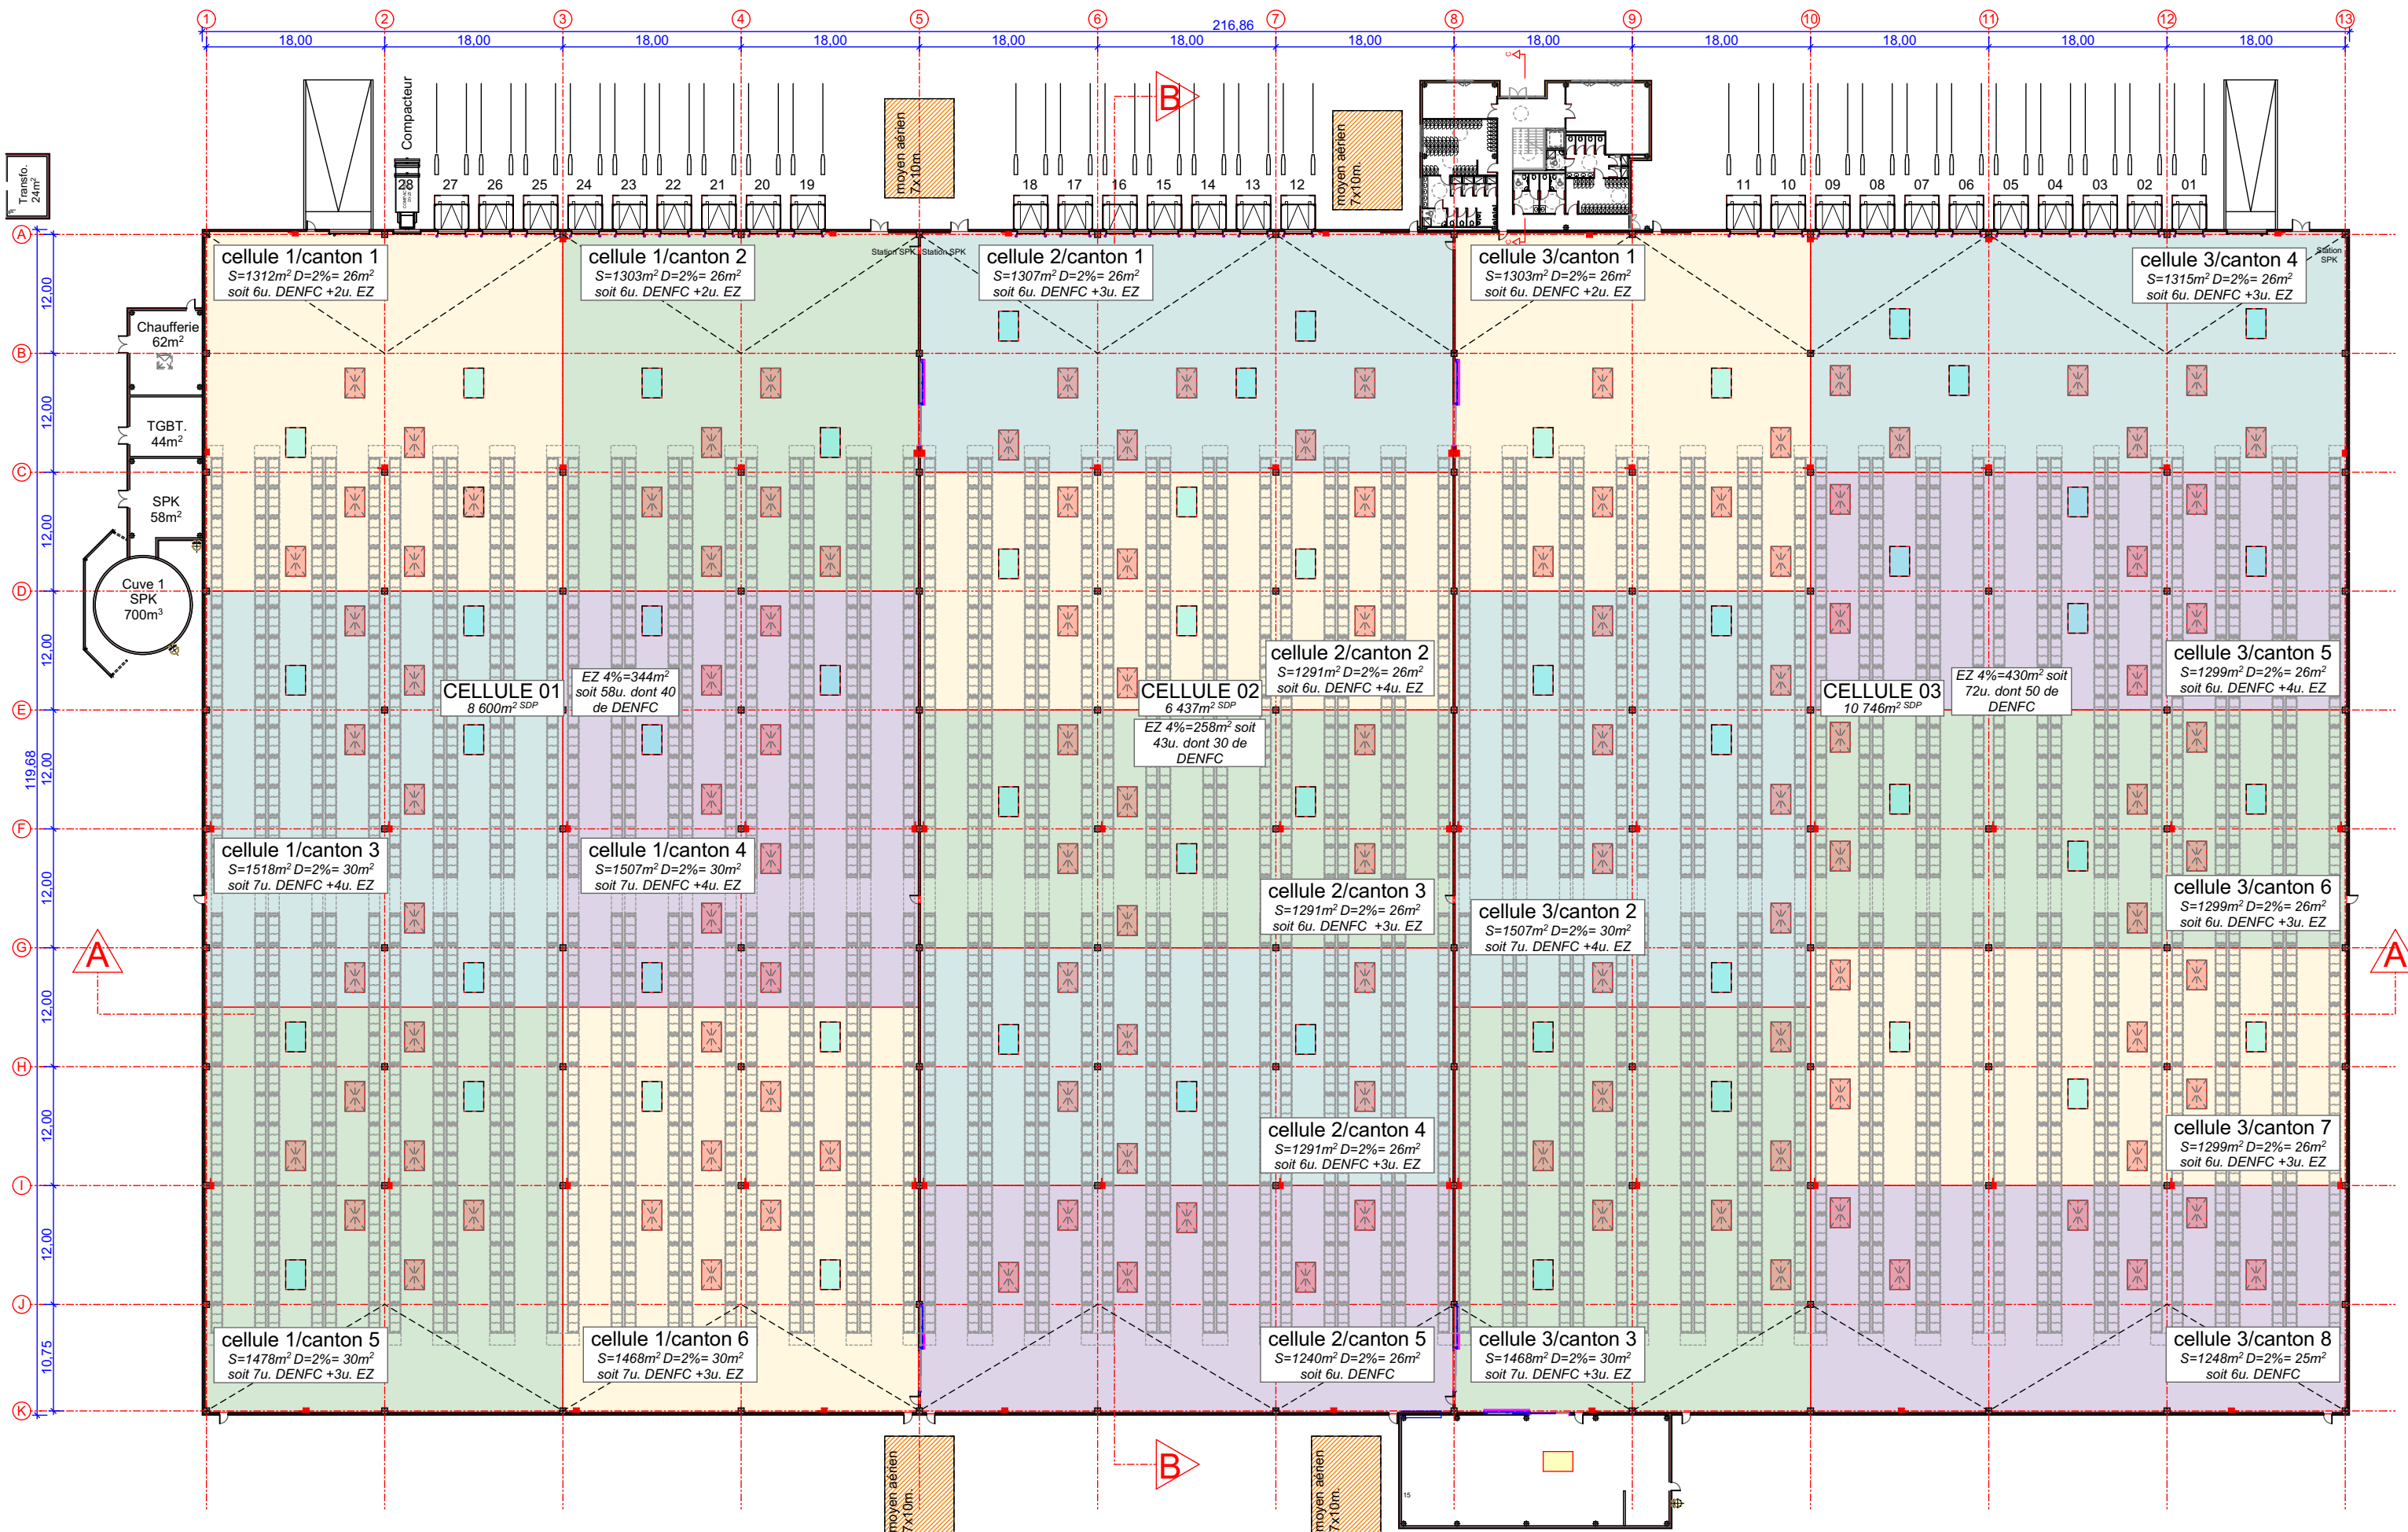 1 2 3 4 5 6 7 8 9 10 11 12 13
216,86
18,00 18,00 18,00 18,00 18,00 18,00 18,00 18,00 18,00 18,00 18,00 18,00
Compacteur
moyen aérien
7x10m.
B
moyen aérien
7x10m.
Transfo.
24m²
28 27 26 25 24 23 22 21 20 19 18 17 16 15 14 13 12 11 10 09 08 07 06 05 04 03 02 01
A
cellule 1/canton 1
S=1312m² D=2%= 26m²
soit 6u. DENFC +2u. EZ
cellule 1/canton 2
S=1303m² D=2%= 26m²
soit 6u. DENFC +2u. EZ
Station SPK
Station SPK
cellule 2/canton 1
S=1307m² D=2%= 26m²
soit 6u. DENFC +3u. EZ
cellule 3/canton 1
S=1303m² D=2%= 26m²
soit 6u. DENFC +2u. EZ
cellule 3/canton 4
S=1315m² D=2%= 26m²
soit 6u. DENFC +3u. EZ
Station
SPK
12,00
Chaufferie
62m²
B
12,00
TGBT.
44m²
C
12,00
SPK
58m²
D
Cuve 1
SPK
700m³
12,00
cellule 2/canton 2
S=1291m² D=2%= 26m²
soit 6u. DENFC +4u. EZ
cellule 3/canton 5
S=1299m² D=2%= 26m²
soit 6u. DENFC +4u. EZ
CELLULE 01
8 600m² SDP
EZ 4%=344m²
soit 58u. dont 40
de DENFC
CELLULE 02
6 437m² SDP
EZ 4%=258m² soit
43u. dont 30 de
DENFC
CELLULE 03
10 746m² SDP
EZ 4%=430m² soit
72u. dont 50 de
DENFC
E
12,00
119,68
F
cellule 1/canton 3
S=1518m² D=2%= 30m²
soit 7u. DENFC +4u. EZ
cellule 1/canton 4
S=1507m² D=2%= 30m²
soit 7u. DENFC +4u. EZ
12,00
cellule 2/canton 3
S=1291m² D=2%= 26m²
soit 6u. DENFC +3u. EZ
cellule 3/canton 2
S=1507m² D=2%= 30m²
soit 7u. DENFC +4u. EZ
cellule 3/canton 6
S=1299m² D=2%= 26m²
soit 6u. DENFC +3u. EZ
G
A
A
12,00
H
12,00
cellule 2/canton 4
S=1291m² D=2%= 26m²
soit 6u. DENFC +3u. EZ
cellule 3/canton 7
S=1299m² D=2%= 26m²
soit 6u. DENFC +3u. EZ
I
12,00
J
10,75
cellule 1/canton 5
S=1478m² D=2%= 30m²
soit 7u. DENFC +3u. EZ
cellule 1/canton 6
S=1468m² D=2%= 30m²
soit 7u. DENFC +3u. EZ
cellule 2/canton 5
S=1240m² D=2%= 26m²
soit 6u. DENFC
cellule 3/canton 3
S=1468m² D=2%= 30m²
soit 7u. DENFC +3u. EZ
cellule 3/canton 8
S=1248m² D=2%= 25m²
soit 6u. DENFC
K
moyen aérien
7x10m.
B
moyen aérien
7x10m.
15